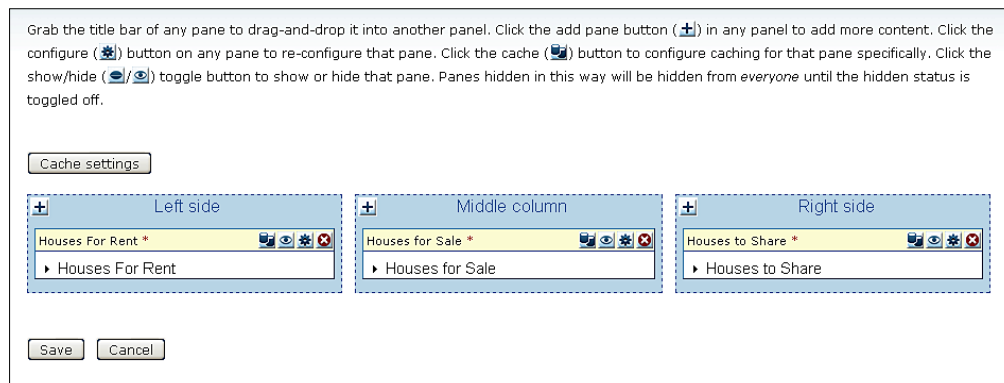 Grab the title bar of any pane to drag-and-drop it into another panel. Click the add pane button (+) in any panel to add more content. Click the
configure () button on any pane to re-configure that pane. Click the cache () button to configure caching for that pane specifically. Click the
show/hide (/) toggle button to show or hide that pane. Panes hidden in this way will be hidden from everyone until the hidden status is
toggled off.
Cache settings
+ Left side
+ Middle column
+ Right side
Houses For Rent *
Houses for Sale *
Houses to Share *
Houses For Rent
Houses for Sale
Houses to Share
Save Cancel